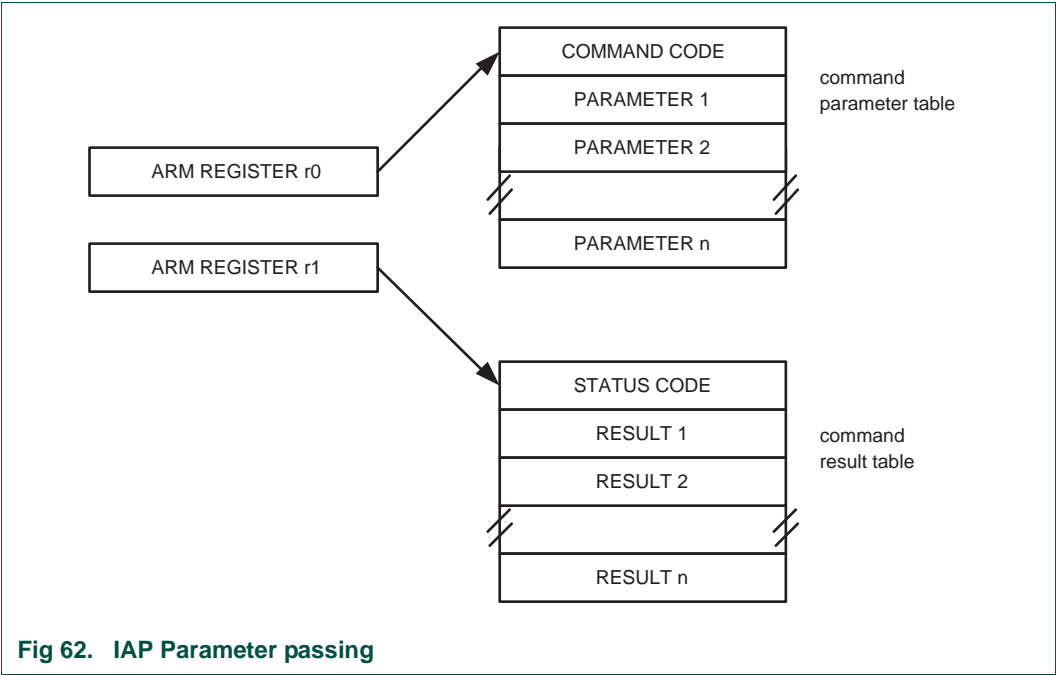 COMMAND CODE
PARAMETER 1
PARAMETER 2
PARAMETER n
command
parameter table
ARM REGISTER r0
ARM REGISTER r1
STATUS CODE
RESULT 1
RESULT 2
RESULT n
command
result table
Fig 62. IAP Parameter passing